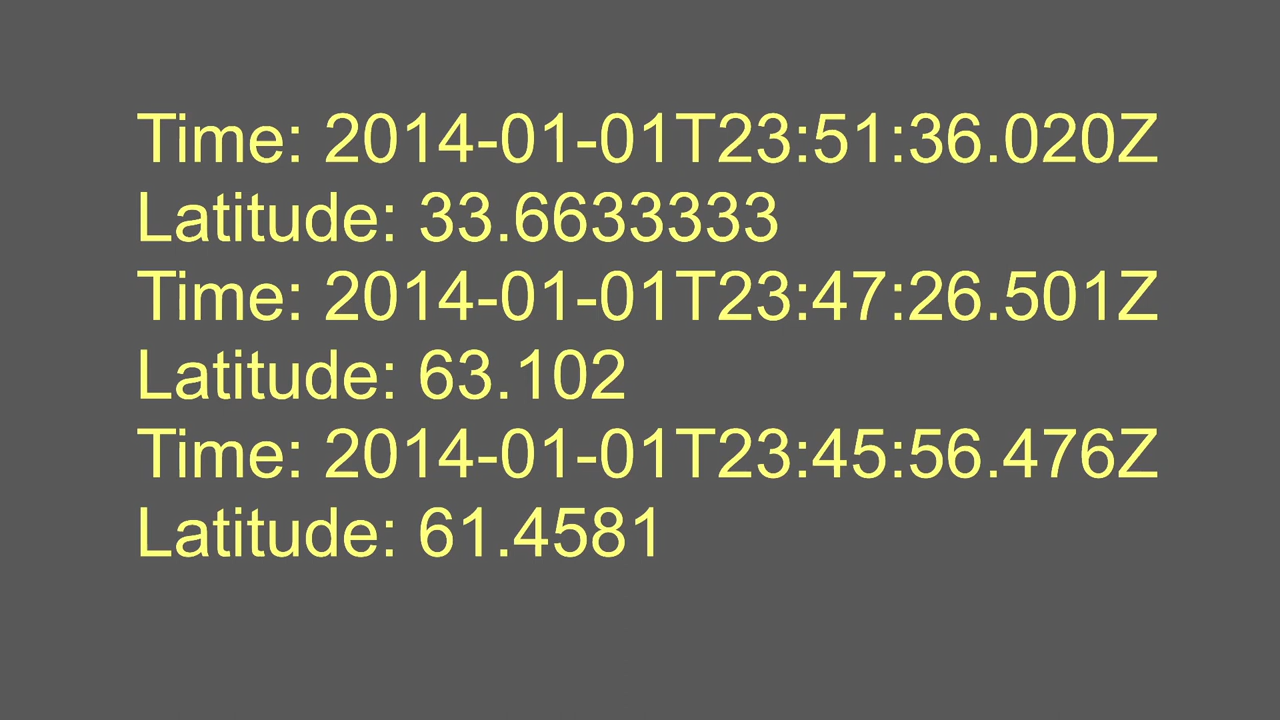 Time: 2014-01-01T23:51:36.020Z
Latitude: 33.6633333
Time: 2014-01-01T23:47:26.501Z
Latitude: 63.102
Time: 2014-01-01T23:45:56.476Z
Latitude: 61.4581